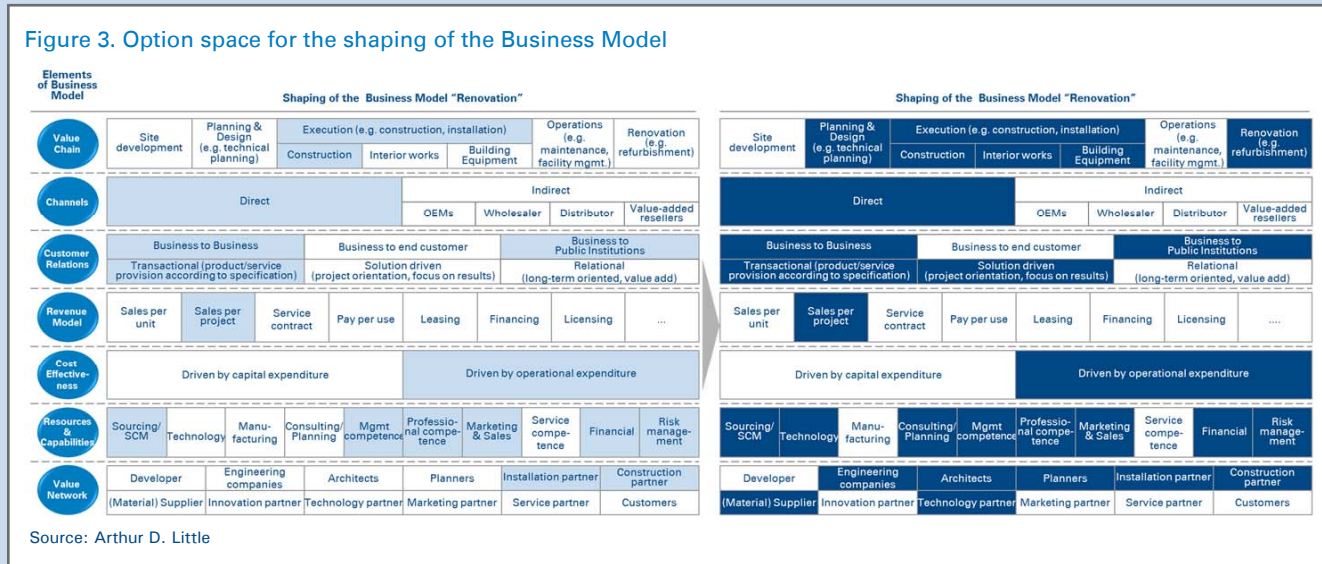 Figure 3. Option space for the shaping of the Business Model
Elements
of Business
Model
Shaping of the Business Model “Renovation”
Value
Chain
Site
development
Planning &
Design
(e.g. technical
planning)
Execution (e.g. construction, installation)
Construction
Interior works
Building
Equipment
Operations
(e.g.
maintenance,
facility mgmt.)
Renovation
(e.g.
refurbishment)
Channels
Direct
Indirect
OEMs
Wholesaler
Distributor
Value-added
resellers
Customer
Relations
Business to Business
Business to end customer
Business to
Public Institutions
Transactional (product/service
provision according to specification)
Solution driven
(project orientation, focus on results)
Relational
(long-term oriented, value add)
Revenue
Model
Sales per
unit
Sales per
project
Service
contract
Pay per use
Leasing
Financing
Licensing
...
Cost
Effective-
ness
Driven by capital expenditure
Driven by operational expenditure
Resources
&
Capabilities
Sourcing/
SCM
Technology
Manu-
facturing
Consulting/
Planning
Mgmt
competence
Professio-
nal compe-
tence
Marketing
& Sales
Service
compe-
tence
Financial
Risk
manage-
ment
Value
Network
Developer
Engineering
companies
Architects
Planners
Installation partner
Construction
partner
(Material) Supplier
Innovation partner
Technology partner
Marketing partner
Service partner
Customers
Shaping of the Business Model “Renovation”
Site
development
Planning &
Design
(e.g. technical
planning)
Execution (e.g. construction, installation)
Construction
Interior works
Building
Equipment
Operations
(e.g.
maintenance,
facility mgmt.)
Renovation
(e.g.
refurbishment)
Direct
Indirect
OEMs
Wholesaler
Distributor
Value-added
resellers
Business to Business
Business to end customer
Business to
Public Institutions
Transactional (product/service
provision according to specification)
Solution driven
(project orientation, focus on results)
Relational
(long-term oriented, value add)
Sales per
unit
Sales per
project
Service
contract
Pay per use
Leasing
Financing
Licensing
....
Driven by capital expenditure
Driven by operational expenditure
Sourcing/
SCM
Technology
Manu-
facturing
Consulting/
Planning
Mgmt
competence
Professio-
nal compe-
tence
Marketing
& Sales
Service
compe-
tence
Financial
Risk
manage-
ment
Developer
Engineering
companies
Architects
Planners
Installation partner
Construction
partner
(Material) Supplier
Innovation partner
Technology partner
Marketing partner
Service partner
Customers
Source: Arthur D. Little